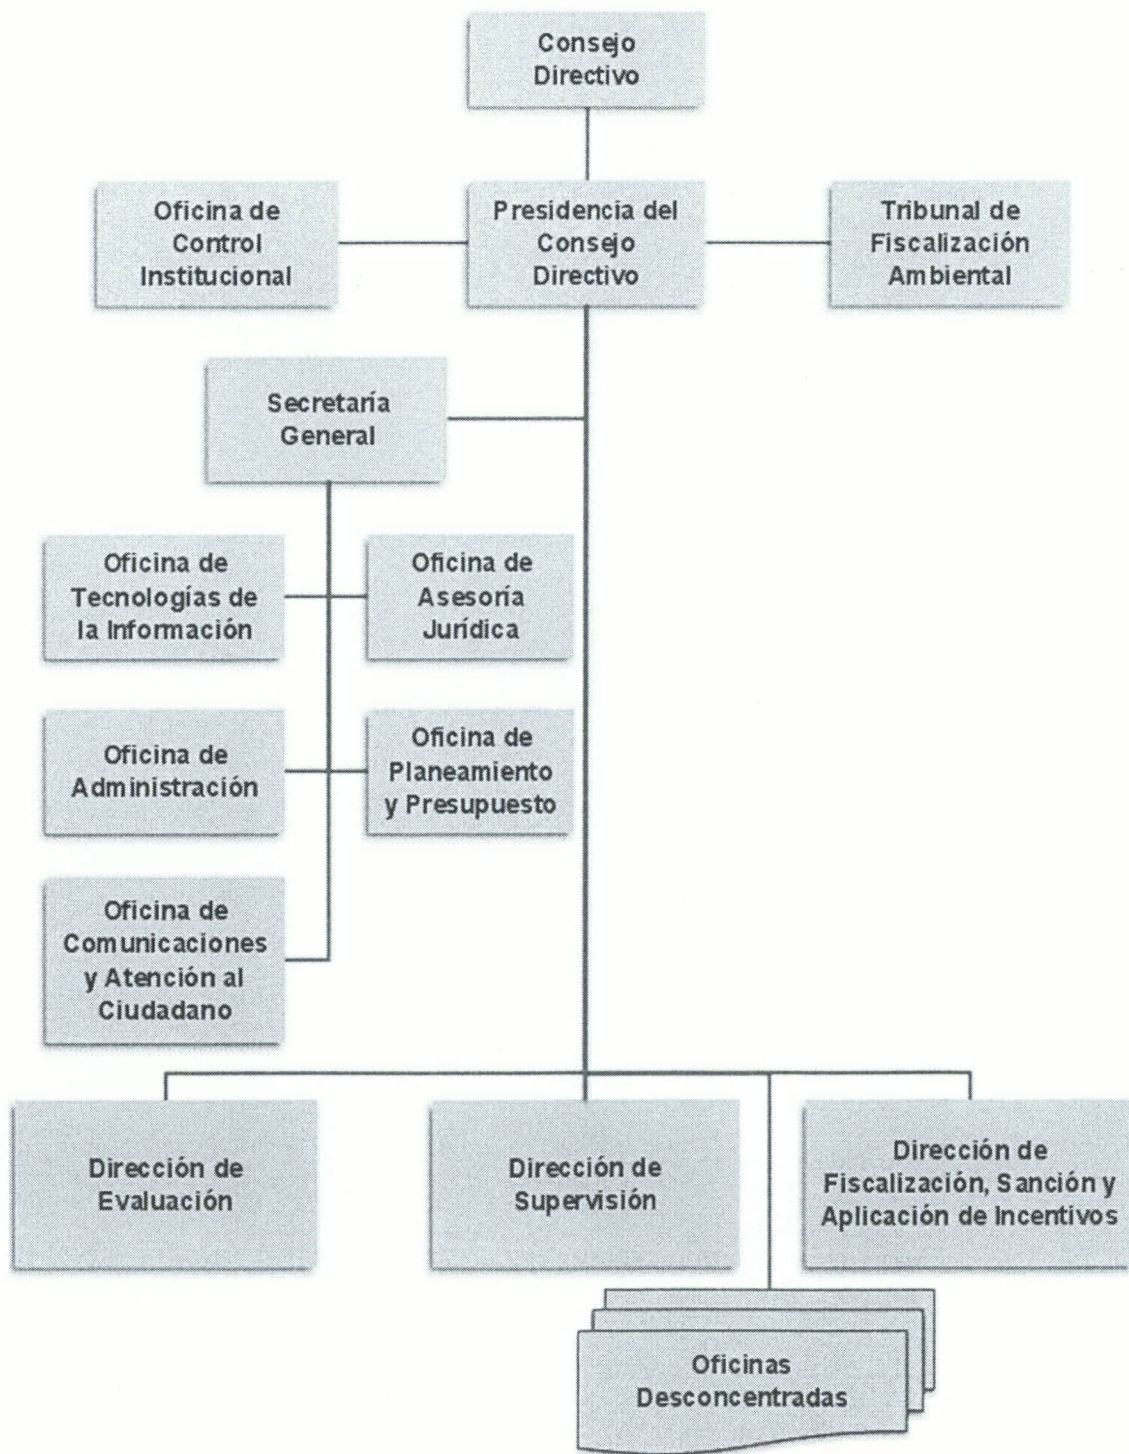 Consejo
Directivo
Oficina de
Control
Institucional
Presidencia del
Consejo
Directivo
Tribunal de
Fiscalización
Ambiental
Secretaría
General
Oficina de
Tecnologías de
la Información
Oficina de
Asesoría
Jurídica
Oficina de
Administración
Oficina de
Planeamiento
y Presupuesto
Oficina de
Comunicaciones
y Atención al
Ciudadano
Dirección de
Evaluación
Dirección de
Supervisión
Dirección de
Fiscalización, Sanción y
Aplicación de Incentivos
Oficinas
Desconcentradas